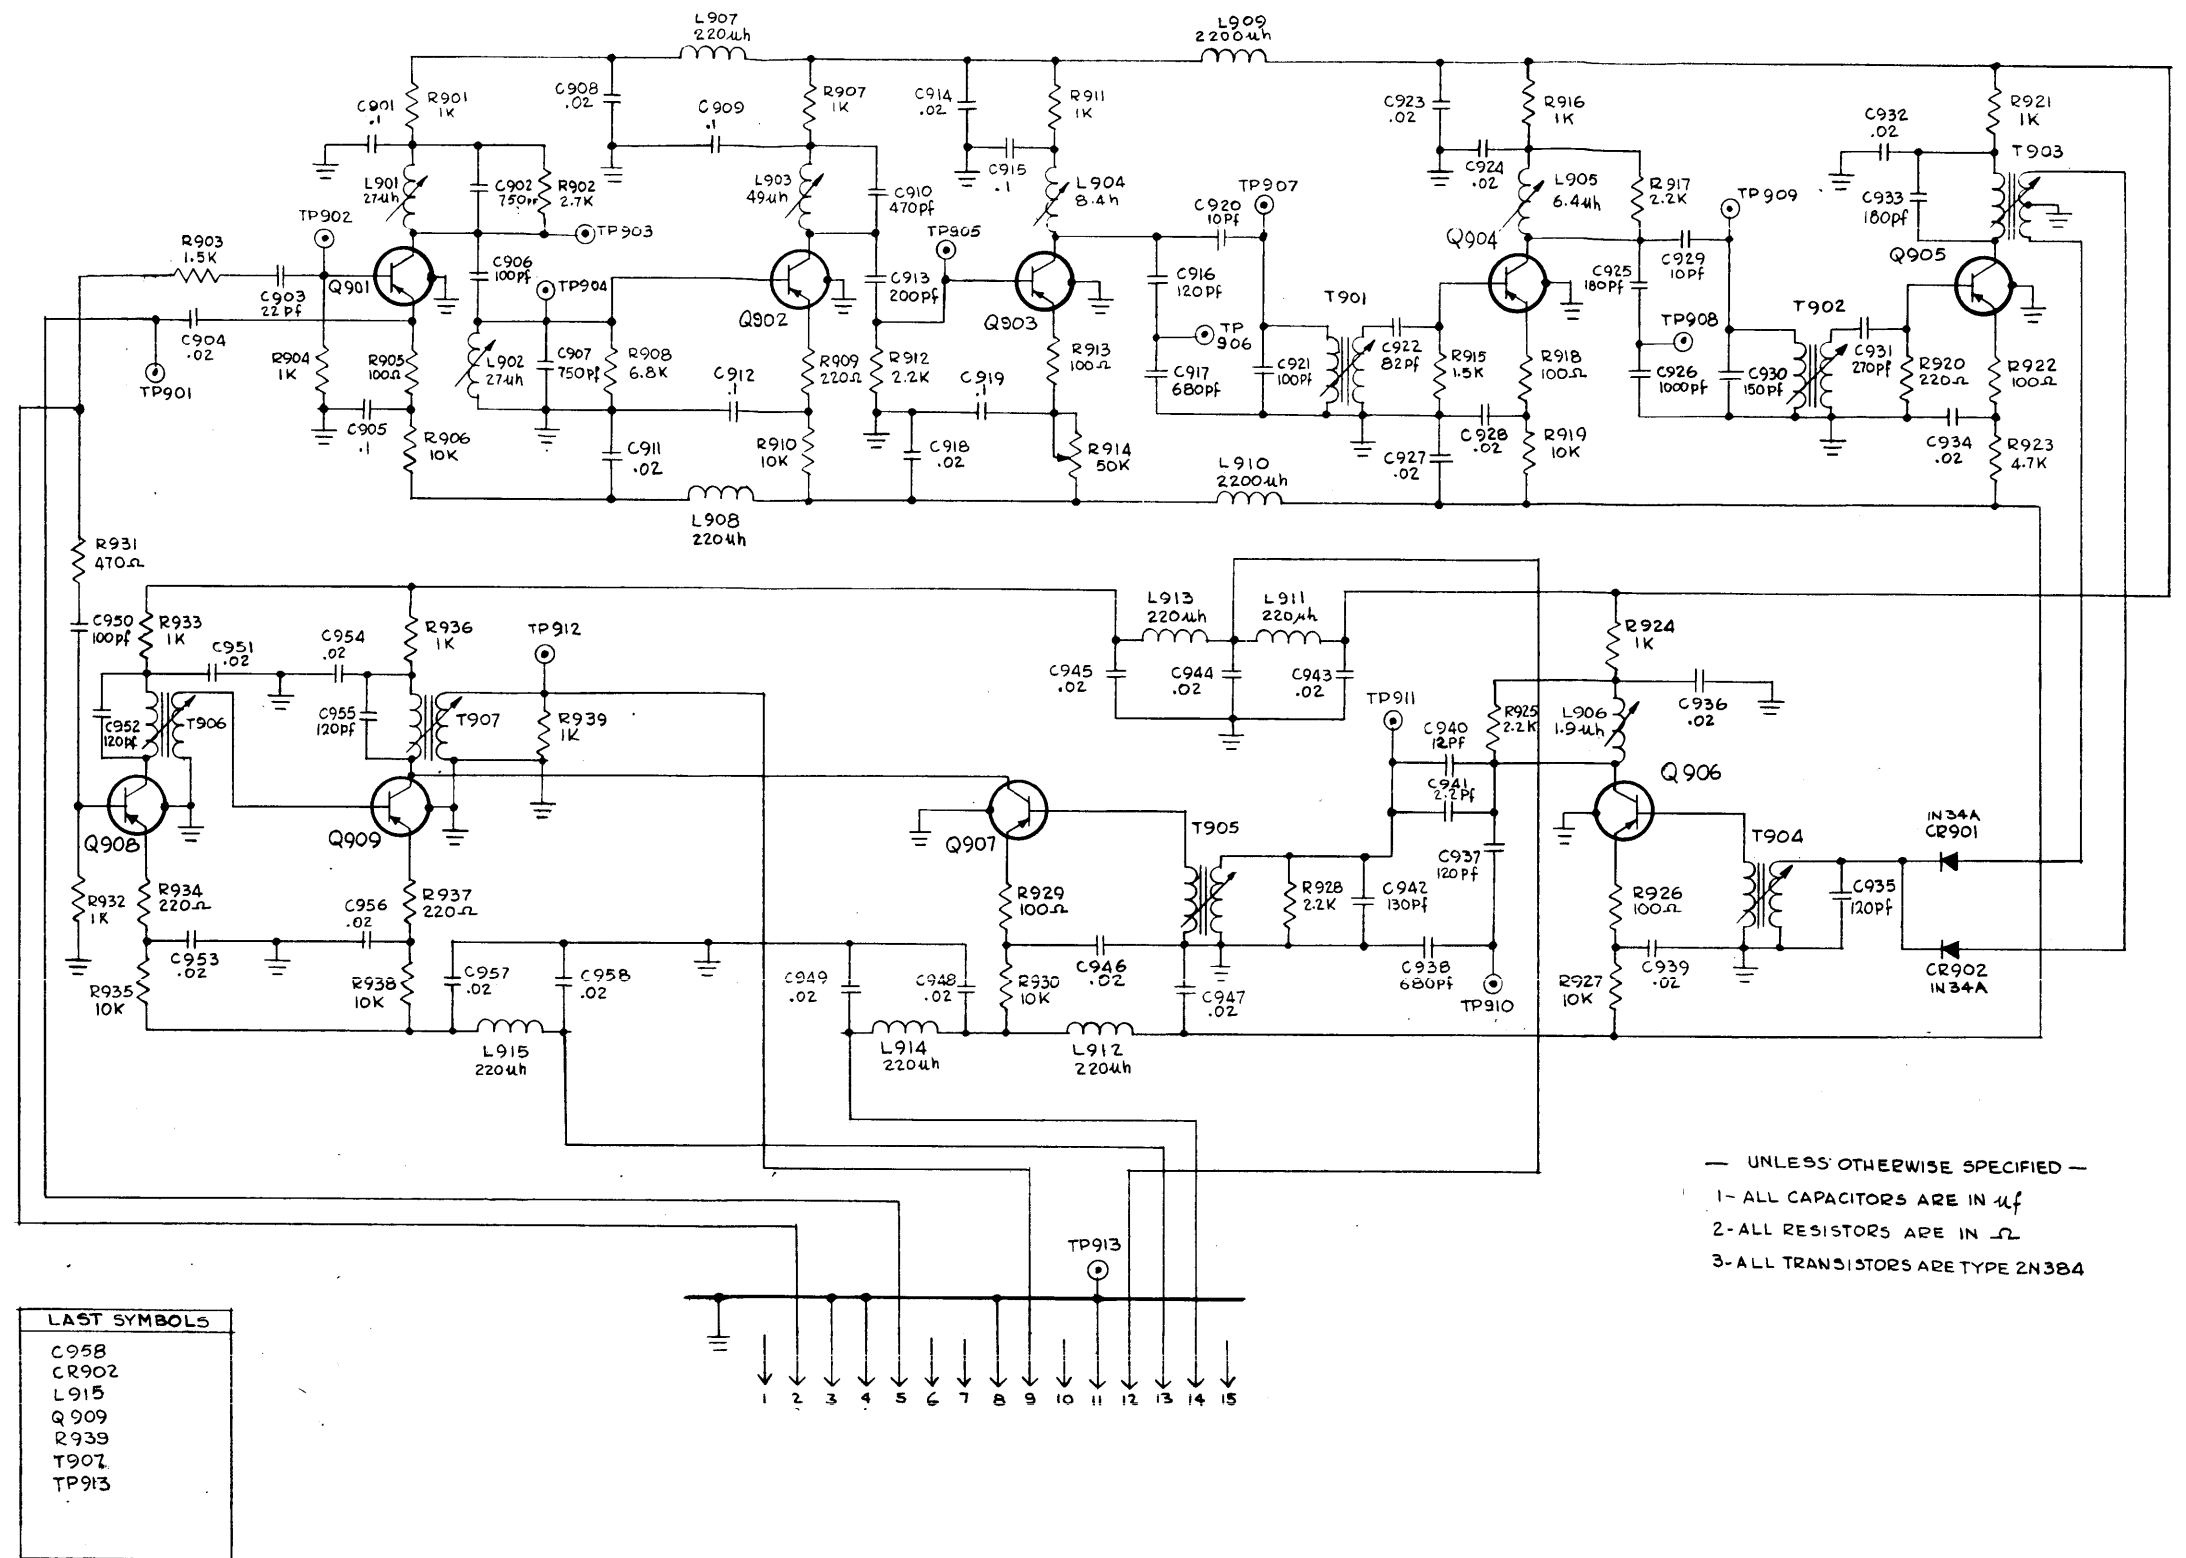 L907
220uh
L909
2200uh
C901
.1
R901
1K
C908
.02
C909
.1
R907
1K
C914
.02
R911
1K
C923
.02
R916
1K
C932
.02
R921
1K
L901
27uh
C902
750pf
R902
2.7K
L903
49uh
C910
470pf
C915
.1
L904
8.4h
TP907
C924
.02
L905
6.4uh
R917
2.2K
TP909
C933
180pf
T903
TP902
R903
1.5K
TP903
C920
10pf
TP905
Q904
C929
10pf
Q905
C903
22pf
Q901
C906
100pf
TP904
C913
200pf
C916
120pf
C925
180pf
T901
T902
C904
.02
Q902
Q903
TP
906
TP908
TP901
R904
1K
R905
100Ω
L902
27uh
C907
750pf
R908
6.8K
R909
220Ω
R912
2.2K
R913
100Ω
C917
680pf
C921
100pf
C922
82pf
R915
1.5K
R918
100Ω
C926
1000pf
C930
150pf
C931
270pf
R920
220Ω
R922
100Ω
C912
.1
C919
.1
C905
.1
R906
10K
C911
.02
R910
10K
C918
.02
R914
50K
C927
.02
C928
.02
R919
10K
C934
.02
R923
4.7K
L908
220uh
L910
2200uh
R931
470Ω
C950
100pf
R933
1K
C951
.02
C954
.02
R936
1K
TP912
L913
220uh
L911
220uh
R924
1K
C945
.02
C944
.02
C943
.02
C952
120pf
T906
C955
120pf
T907
R939
1K
TP911
C940
12pf
R925
2.2K
L906
1.9uh
C936
.02
Q906
C941
2.2pf
Q908
Q909
Q907
T905
C937
120pf
T904
1N34A
CR901
R932
1K
R934
220Ω
C956
.02
R937
220Ω
R929
100Ω
R928
2.2K
C942
130pf
R926
100Ω
C935
120pf
C953
.02
R935
10K
R938
10K
C957
.02
C958
.02
C949
.02
C948
.02
R930
10K
C946
.02
C947
.02
C938
680pf
TP910
R927
10K
C939
.02
CR902
1N34A
L915
220uh
L914
220uh
L912
220uh
— UNLESS OTHERWISE SPECIFIED —
1- ALL CAPACITORS ARE IN uf
2- ALL RESISTORS ARE IN Ω
3- ALL TRANSISTORS ARE TYPE 2N384
TP913
1 2 3 4 5 6 7 8 9 10 11 12 13 14 15
LAST SYMBOLS
C958
CR902
L915
Q909
R939
T907
TP913